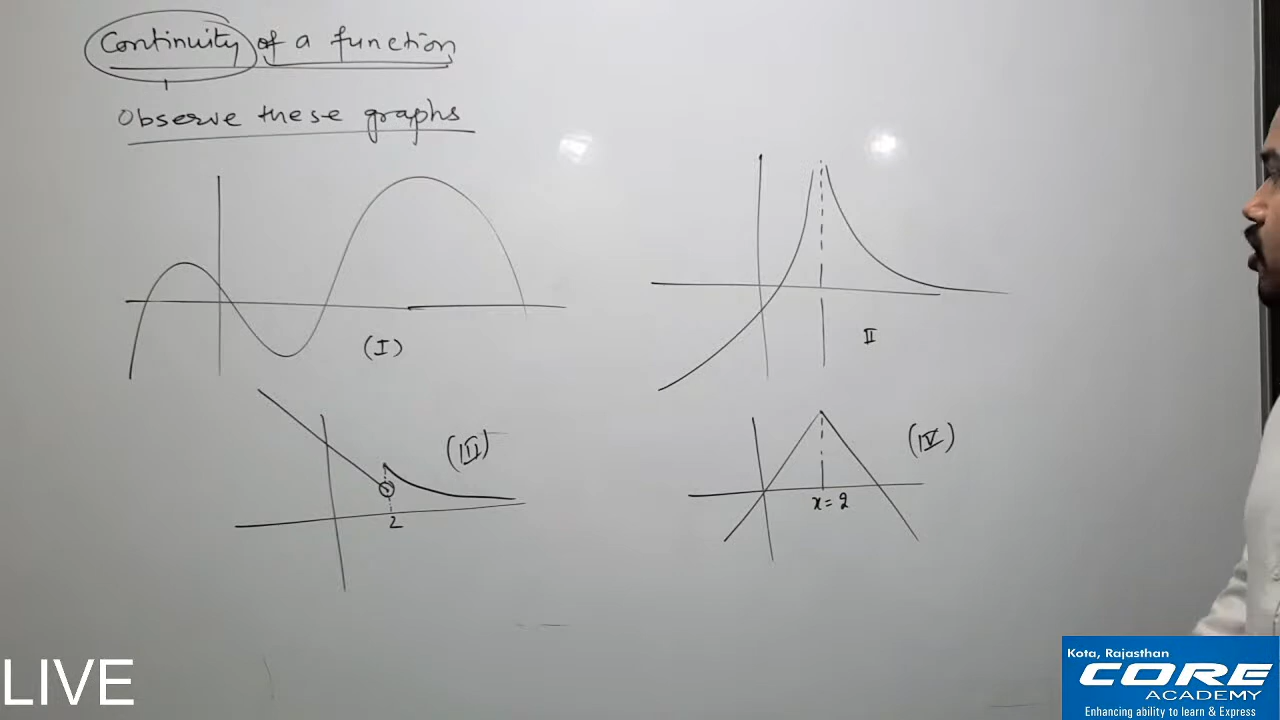 Continuity of a function
Observe these graphs
(I)
II
(III)
2
(IV)
x=2
LIVE
Kota, Rajasthan
CORE
ACADEMY
Enhancing ability to learn & Express